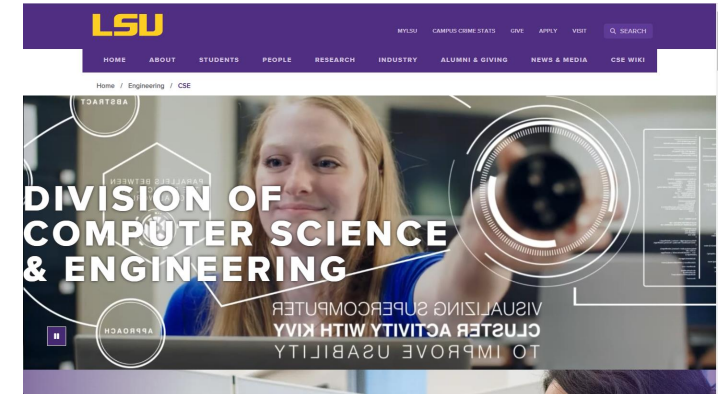 LSU
MYLSU CAMPUS CRIME STATS GIVE APPLY VISIT SEARCH
HOME ABOUT STUDENTS PEOPLE RESEARCH INDUSTRY ALUMNI & GIVING NEWS & MEDIA CSE WIKI
Home / Engineering / CSE
ABSTRACT
PARALLELS BETWEEN
DIVISION OF
COMPUTER SCIENCE
& ENGINEERING
VISUALIZING SUPERCOMPUTER
CLUSTER ACTIVITY WITH KIVY
TO IMPROVE USABILITY
APPROACH